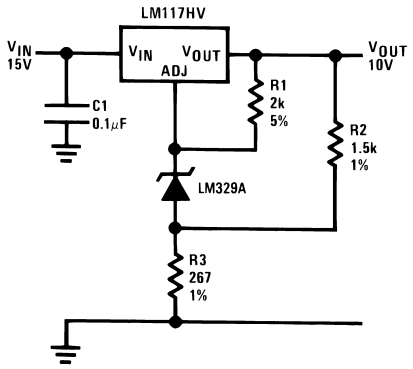 LM117HV
VIN
15V
VIN
VOUT
ADJ
VOUT
10V
C1
0.1μF
R1
2k
5%
R2
1.5k
1%
LM329A
R3
267
1%